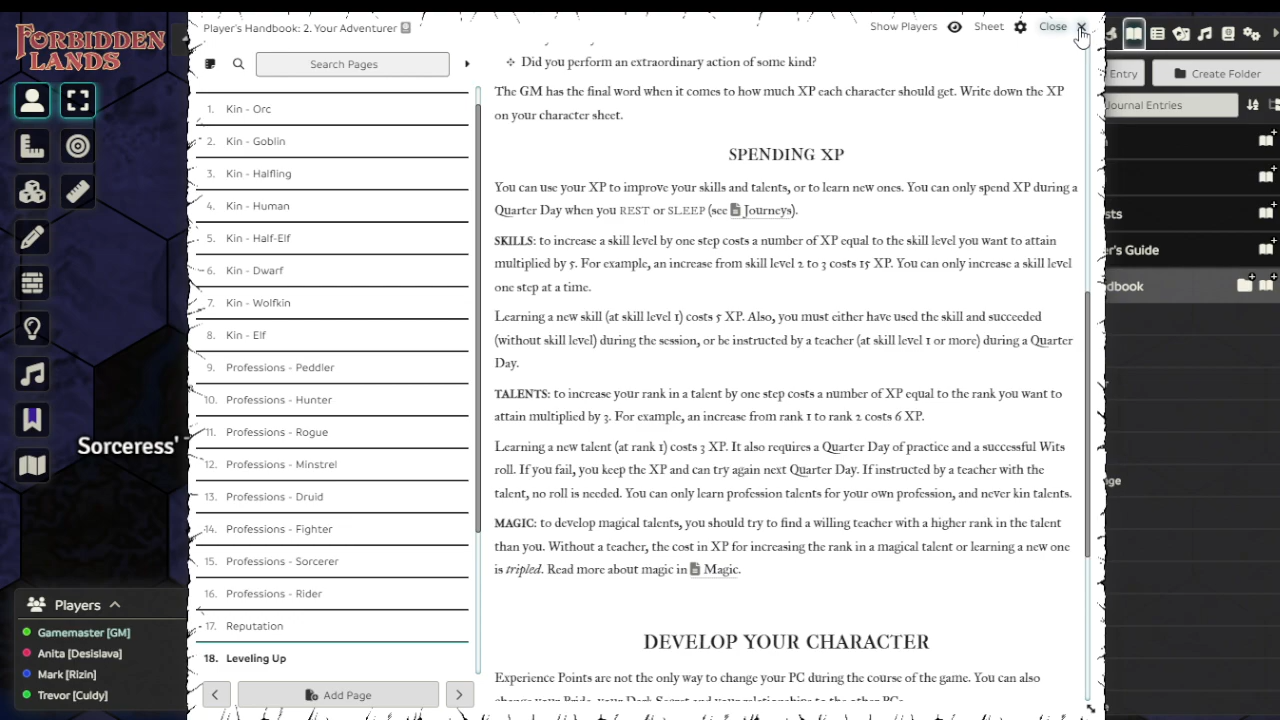 FORBIDDEN
LANDS
Player's Handbook: 2. Your Adventurer
Show Players
Sheet
Close
Search Pages
1. Kin - Orc
2. Kin - Goblin
3. Kin - Halfling
4. Kin - Human
5. Kin - Half-Elf
6. Kin - Dwarf
7. Kin - Wolfkin
8. Kin - Elf
9. Professions - Peddler
10. Professions - Hunter
11. Professions - Rogue
12. Professions - Minstrel
13. Professions - Druid
14. Professions - Fighter
15. Professions - Sorcerer
16. Professions - Rider
17. Reputation
18. Leveling Up
Add Page
Did you perform an extraordinary action of some kind?
The GM has the final word when it comes to how much XP each character should get. Write down the XP
on your character sheet.
SPENDING XP
You can use your XP to improve your skills and talents, or to learn new ones. You can only spend XP during a
Quarter Day when you REST or SLEEP (see Journeys).
SKILLS: to increase a skill level by one step costs a number of XP equal to the skill level you want to attain
multiplied by 5. For example, an increase from skill level 2 to 3 costs 15 XP. You can only increase a skill level
one step at a time.
Learning a new skill (at skill level 1) costs 5 XP. Also, you must either have used the skill and succeeded
(without skill level) during the session, or be instructed by a teacher (at skill level 1 or more) during a Quarter
Day.
TALENTS: to increase your rank in a talent by one step costs a number of XP equal to the rank you want to
attain multiplied by 3. For example, an increase from rank 1 to rank 2 costs 6 XP.
Learning a new talent (at rank 1) costs 3 XP. It also requires a Quarter Day of practice and a successful Wits
roll. If you fail, you keep the XP and can try again next Quarter Day. If instructed by a teacher with the
talent, no roll is needed. You can only learn profession talents for your own profession, and never kin talents.
MAGIC: to develop magical talents, you should try to find a willing teacher with a higher rank in the talent
than you. Without a teacher, the cost in XP for increasing the rank in a magical talent or learning a new one
is tripled. Read more about magic in Magic.
DEVELOP YOUR CHARACTER
Experience Points are not the only way to change your PC during the course of the game. You can also
change your Pride, your Dark Secret and your relationships to the other PCs
Sorceress'
Players
Gamemaster [GM]
Anita [Desislava]
Mark [Rizin]
Trevor [Culdy]
Entry
Create Folder
Journal Entries
sts
r's Guide
dbook
ge